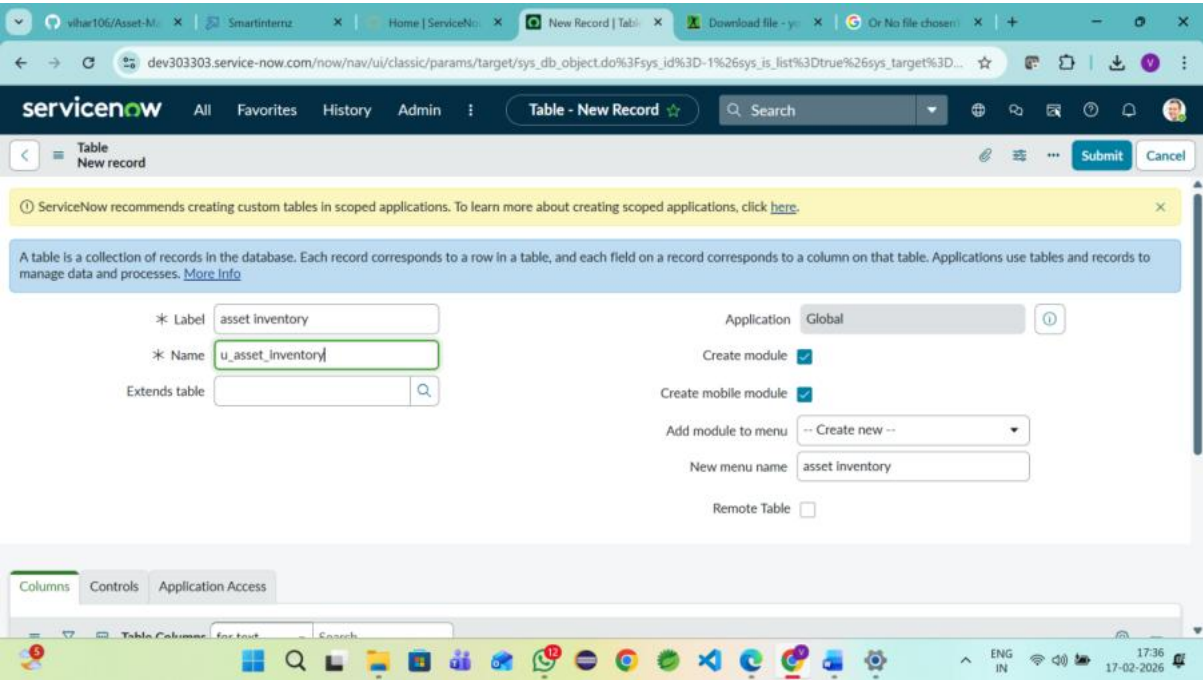 vihar106/Asset-Ma Smartinternz Home | ServiceNo New Record | Tabl Download file - yo Or No file chosen
dev303303.service-now.com/now/nav/ui/classic/params/target/sys_db_object.do%3Fsys_id%3D-1%26sys_is_list%3Dtrue%26sys_target%3D...
servicenow All Favorites History Admin Table - New Record Search
Table
New record
Submit Cancel
ServiceNow recommends creating custom tables in scoped applications. To learn more about creating scoped applications, click here.
A table is a collection of records in the database. Each record corresponds to a row in a table, and each field on a record corresponds to a column on that table. Applications use tables and records to
manage data and processes. More Info
Label asset inventory Application Global
Name u_asset_inventory Create module
Extends table Create mobile module
Add module to menu -- Create new --
New menu name asset inventory
Remote Table
Columns Controls Application Access
Table Columns for text Search
5 12 ENG 17:36
IN 17-02-2026